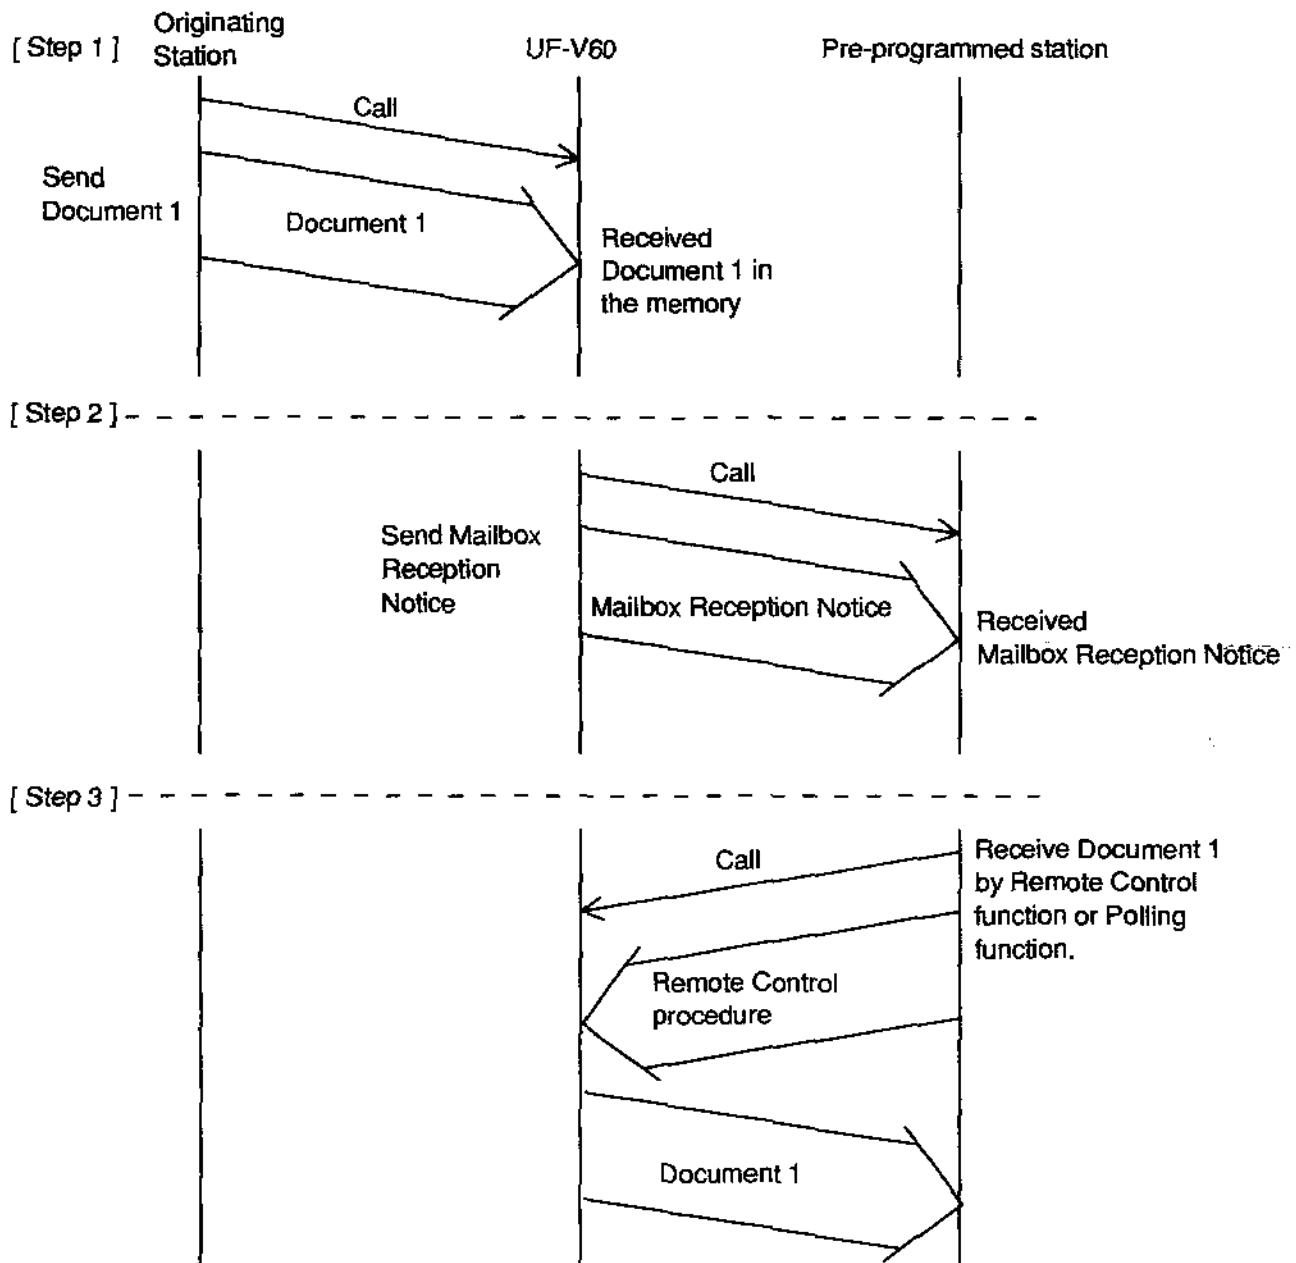 [ Step 1 ]
Originating
Station
UF-V60
Pre-programmed station
Call
Send
Document 1
Document 1
Received
Document 1 in
the memory
[ Step 2 ]
Call
Send Mailbox
Reception
Notice
Mailbox Reception Notice
Received
Mailbox Reception Notice
[ Step 3 ]
Call
Receive Document 1
by Remote Control
function or Polling
function.
Remote Control
procedure
Document 1